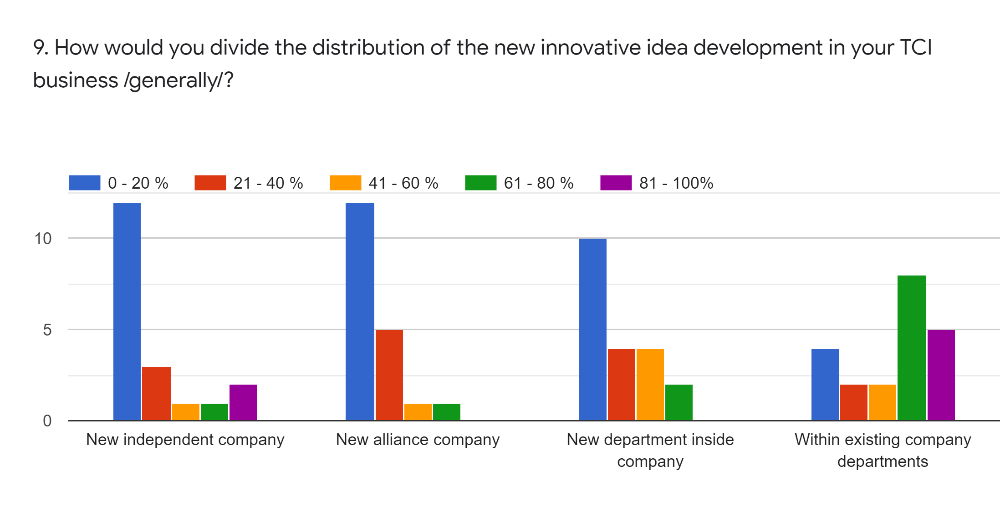 9. How would you divide the distribution of the new innovative idea development in your TCI
business /generally/?
0 - 20 %
21 - 40 %
41 - 60 %
61 - 80 %
81 - 100%
10
5
0
New independent company
New alliance company
New department inside
company
Within existing company
departments